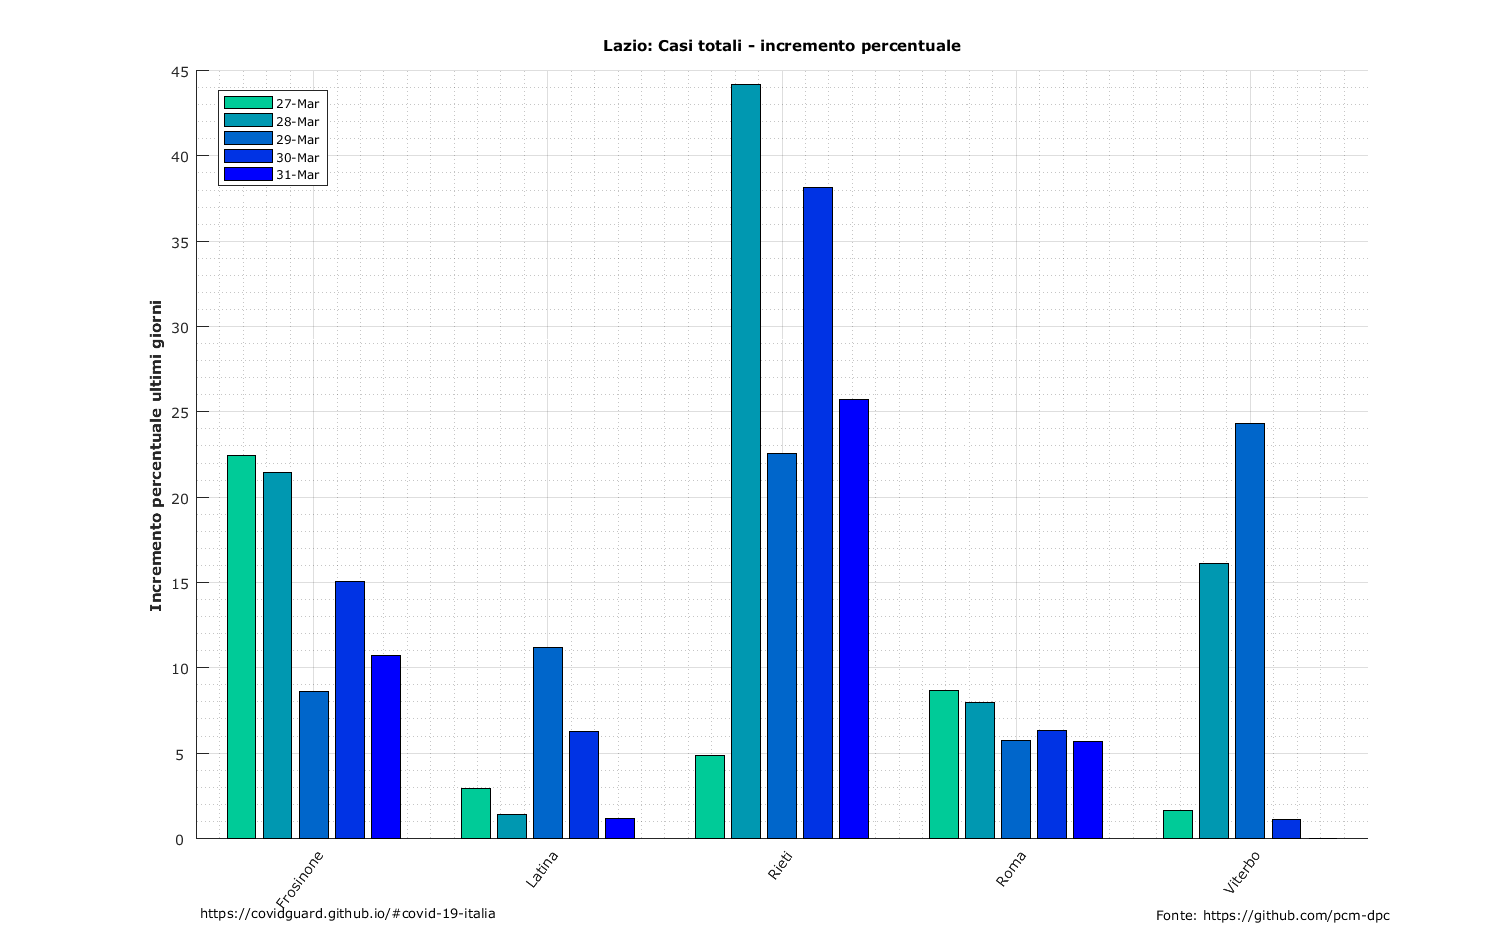 Lazio: Casi totali - incremento percentuale
27-Mar
28-Mar
29-Mar
30-Mar
31-Mar
Incremento percentuale ultimi giorni
45
40
35
30
25
20
15
10
5
0
Frosinone
Latina
Rieti
Roma
Viterbo
https://covidguard.github.io/#covid-19-italia
Fonte: https://github.com/pcm-dpc